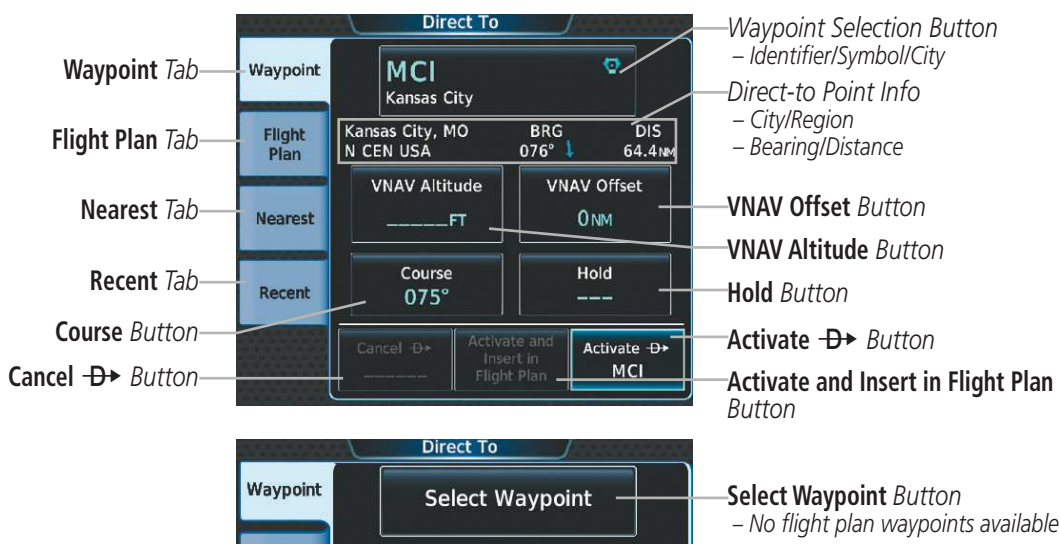 Direct To
Waypoint Selection Button
– Identifier/Symbol/City
Waypoint Tab
Waypoint
MCI
Kansas City
Direct-to Point Info
– City/Region
– Bearing/Distance
Flight Plan Tab
Flight
Plan
Kansas City, MO BRG DIS
N CEN USA 076° 64.4NM
VNAV Altitude
_____FT
VNAV Offset
0NM
Nearest Tab
Nearest
VNAV Offset Button
VNAV Altitude Button
Recent Tab
Recent
Course
075°
Hold
___
Hold Button
Course Button
Cancel D→ Button
Cancel D→
______
Activate and
Insert in
Flight Plan
Activate D→
MCI
Activate D→ Button
Activate and Insert in Flight Plan
Button
Direct To
Waypoint
Select Waypoint
Select Waypoint Button
– No flight plan waypoints available